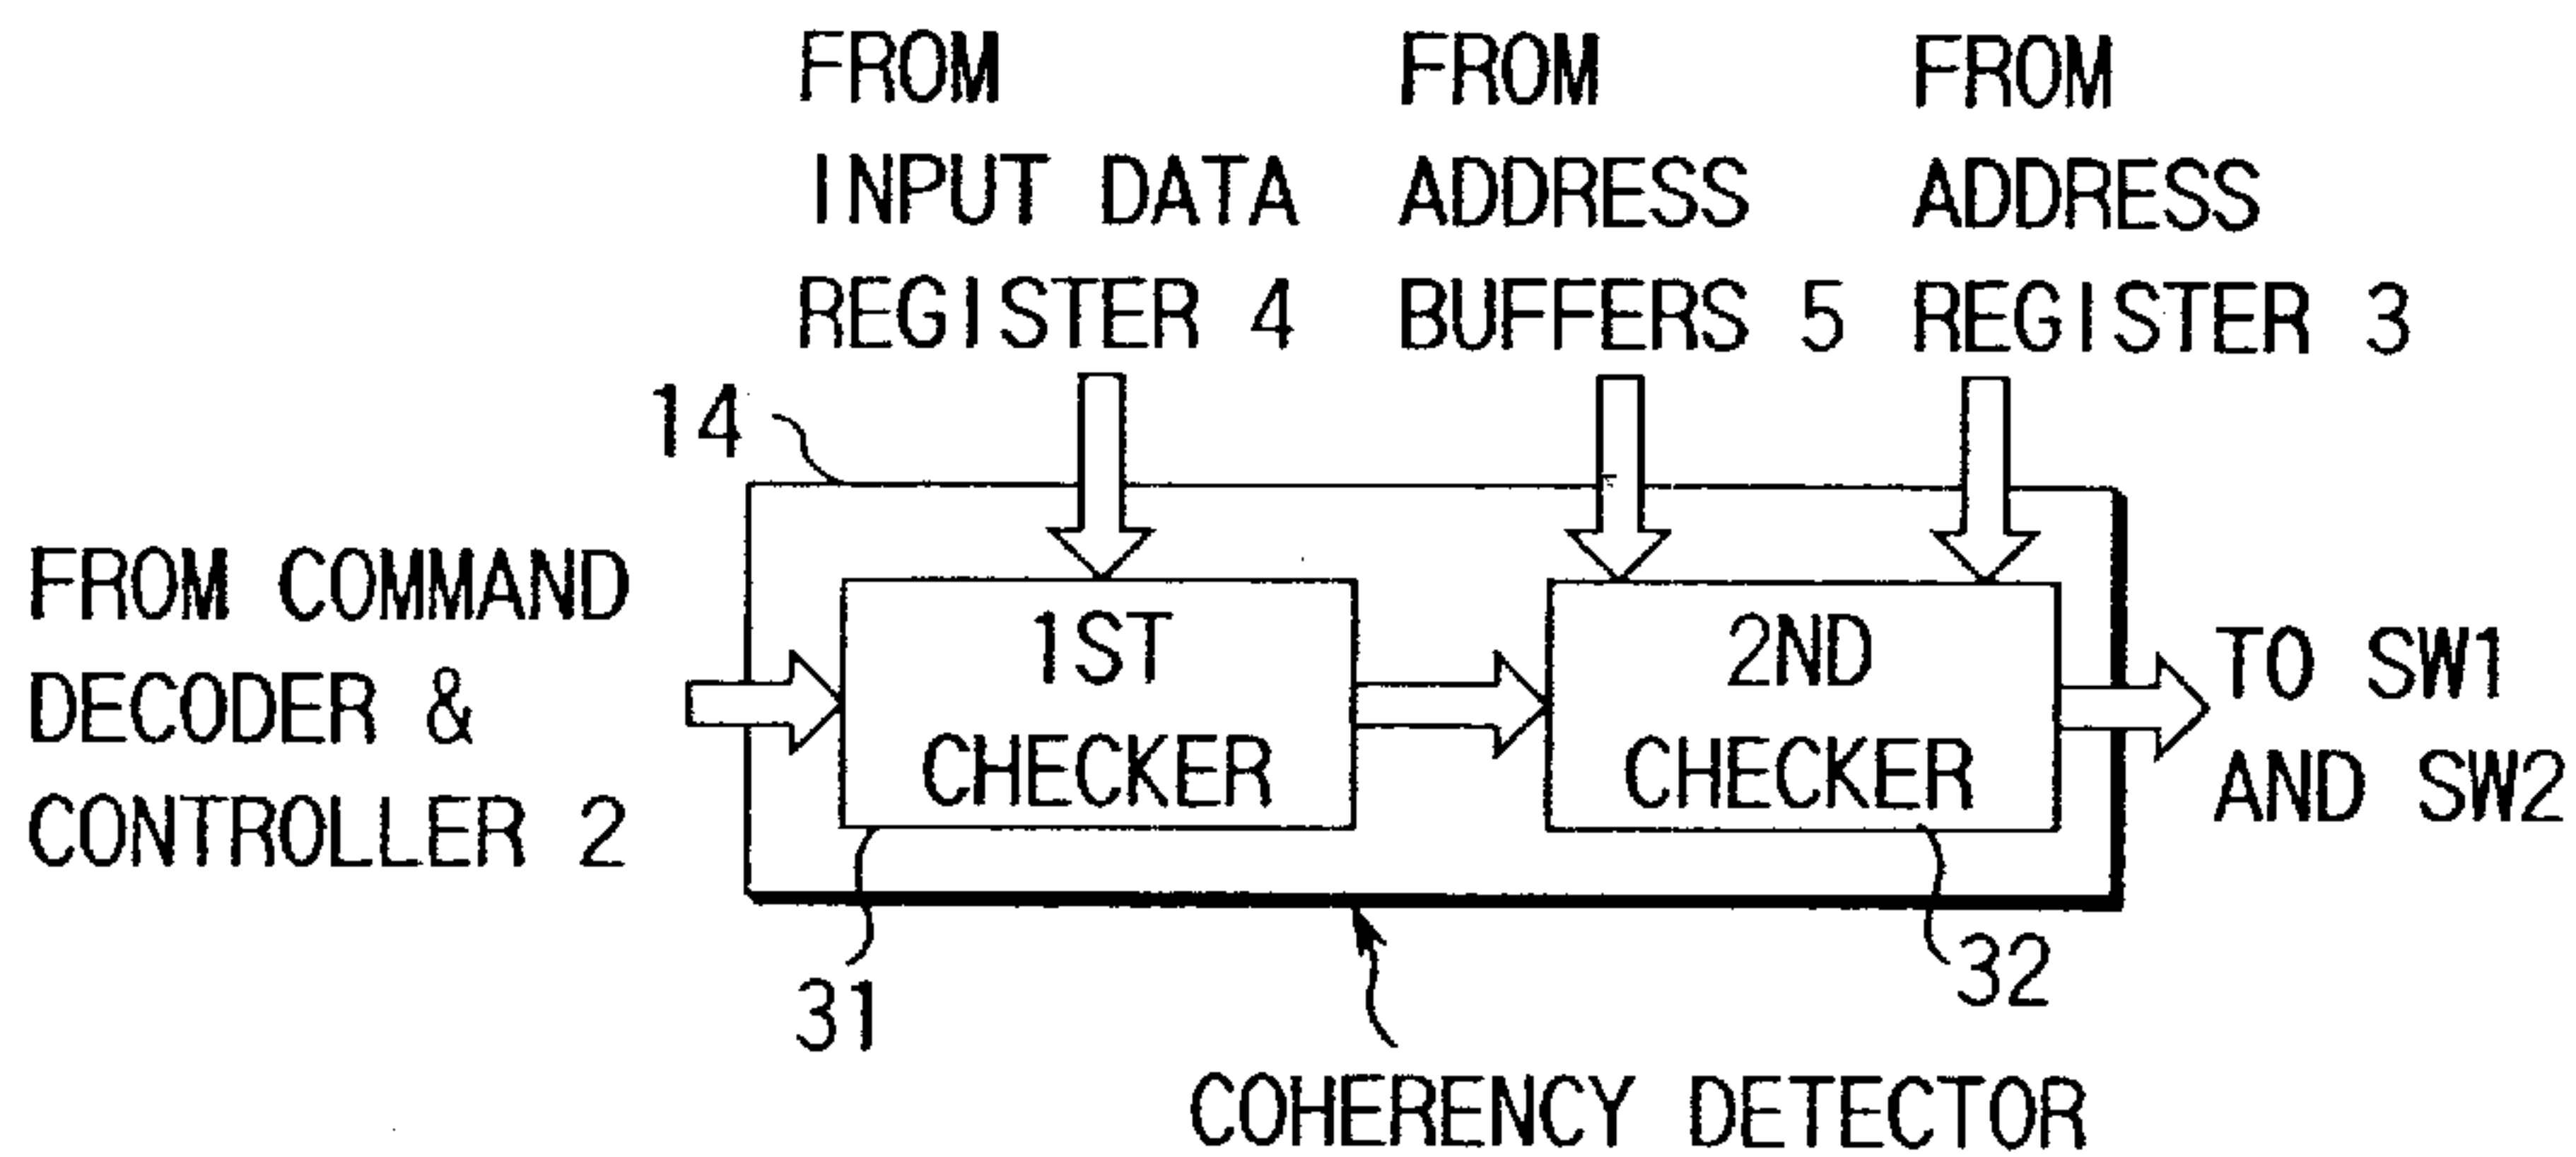 FROM
INPUT DATA
REGISTER 4
FROM
ADDRESS
BUFFERS 5
FROM
ADDRESS
REGISTER 3
14
FROM COMMAND
DECODER &
CONTROLLER 2
1ST
CHECKER
2ND
CHECKER
TO SW1
AND SW2
31
32
COHERENCY DETECTOR